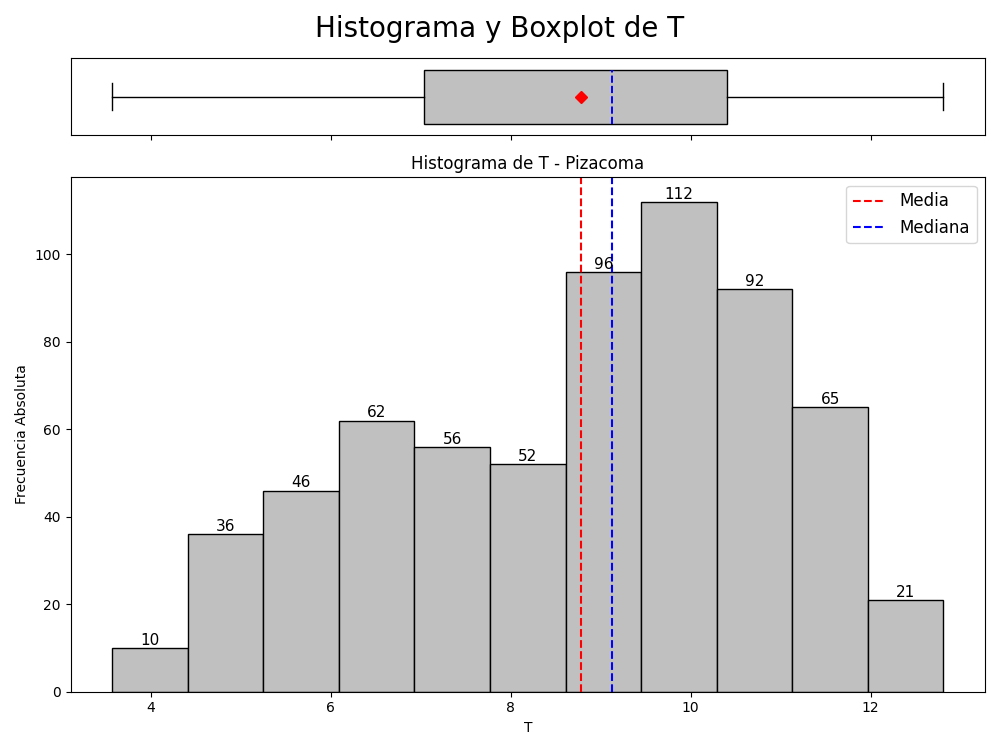 Histograma y Boxplot de T
Histograma de T - Pizacoma
Media
Mediana
112
96
92
65
62
56
52
46
36
21
10
100
80
60
40
20
0
Frecuencia Absoluta
4 6 8 10 12
T